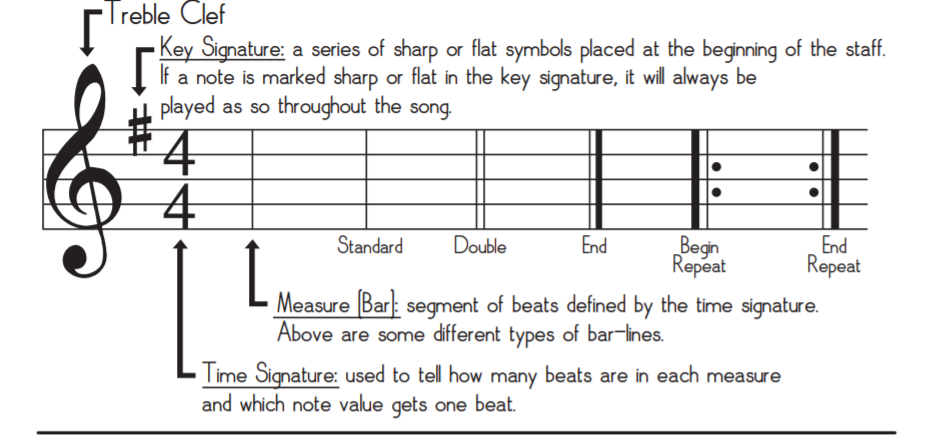 Treble Clef
Key Signature: a series of sharp or flat symbols placed at the beginning of the staff.
If a note is marked sharp or flat in the key signature, it will always be
played as so throughout the song.
4
4
Standard Double End Begin Repeat End Repeat
Measure (Bar): segment of beats defined by the time signature.
Above are some different types of bar-lines.
Time Signature: used to tell how many beats are in each measure
and which note value gets one beat.